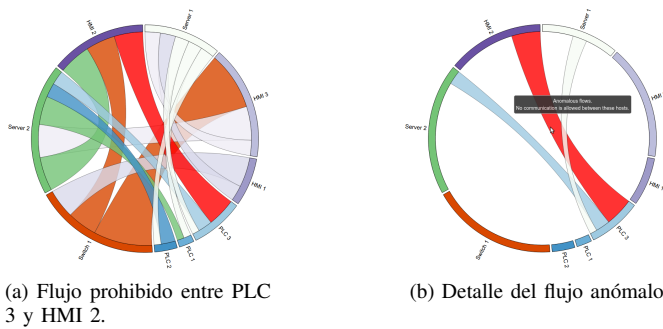 HMI 2
Server 1
HMI 3
HMI 1
PLC 3
PLC 1
PLC 2
Switch 1
Server 2
(a) Flujo prohibido entre PLC
3 y HMI 2.
HMI 2
Server 1
HMI 3
HMI 1
PLC 3
PLC 1
PLC 2
Switch 1
Server 2
Anomalous flows.
No communication is allowed between these hosts.
(b) Detalle del flujo anómalo